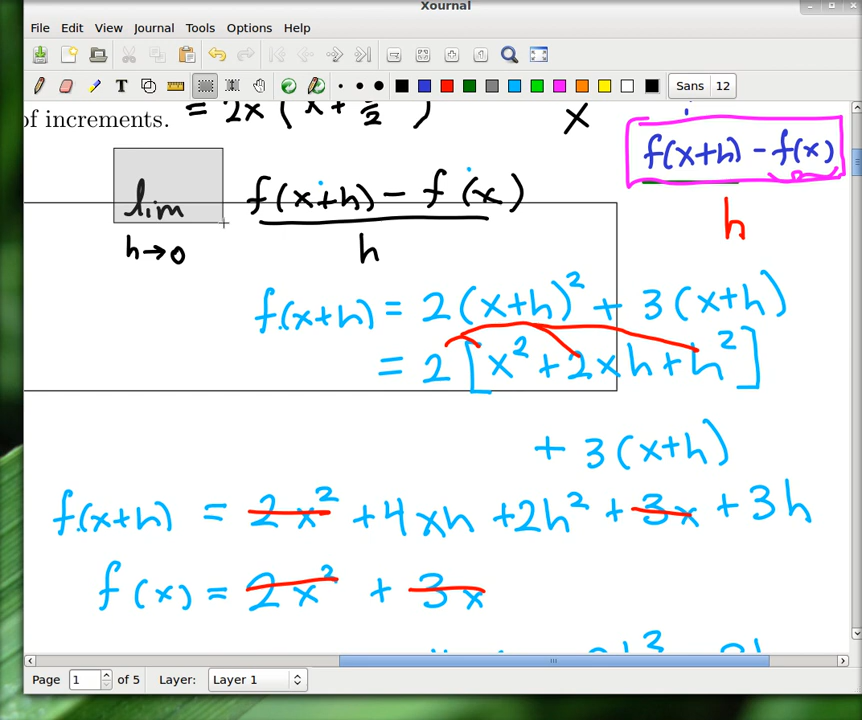 Xournal
File Edit View Journal Tools Options Help
Sans 12
of increments. = 2x ( x + h/2 ) x
f(x+h) - f(x)
h
lim f(x+h) - f(x)
h→0 h
f(x+h) = 2(x+h)² + 3(x+h)
= 2[x² + 2xh + h²]
+ 3(x+h)
f(x+h) = 2x² + 4xh + 2h² + 3x + 3h
f(x) = 2x² + 3x
Page 1 of 5 Layer: Layer 1